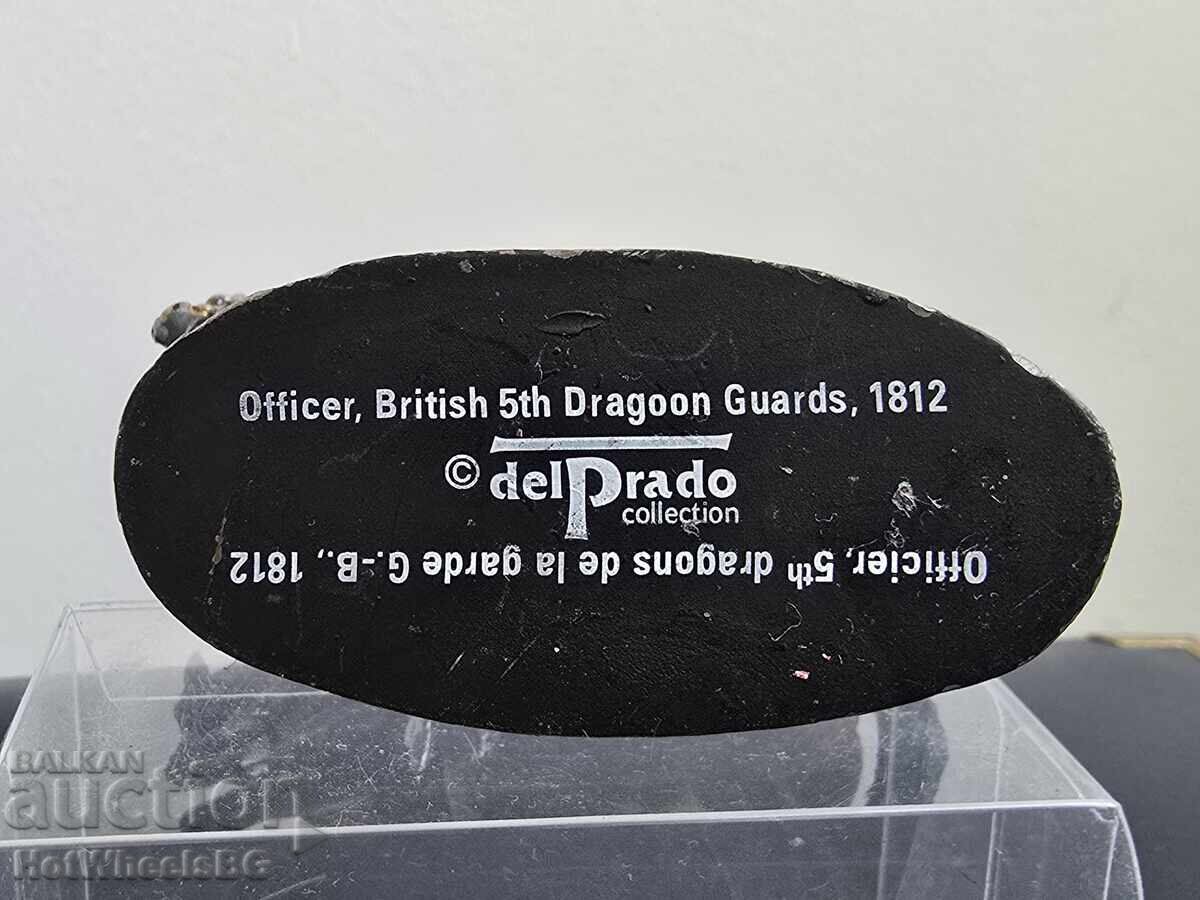 Officer, British 5th Dragoon Guards, 1812
© delPrado
collection
Officier, 5th dragons de la garde G.-B., 1812
BALKAN
auction
HotWheelsBG